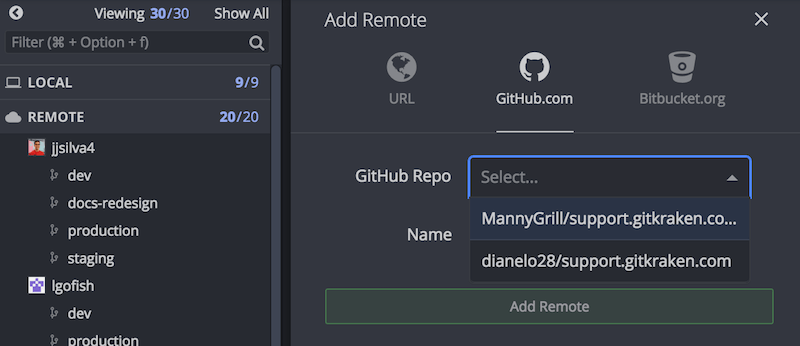 Viewing 30/30 Show All
Filter (⌘ + Option + f)
LOCAL 9/9
REMOTE 20/20
jjsilva4
dev
docs-redesign
production
staging
lgofish
dev
production
Add Remote
URL
GitHub.com
Bitbucket.org
GitHub Repo
Select...
MannyGrill/support.gitkraken.co...
dianelo28/support.gitkraken.com
Name
Add Remote